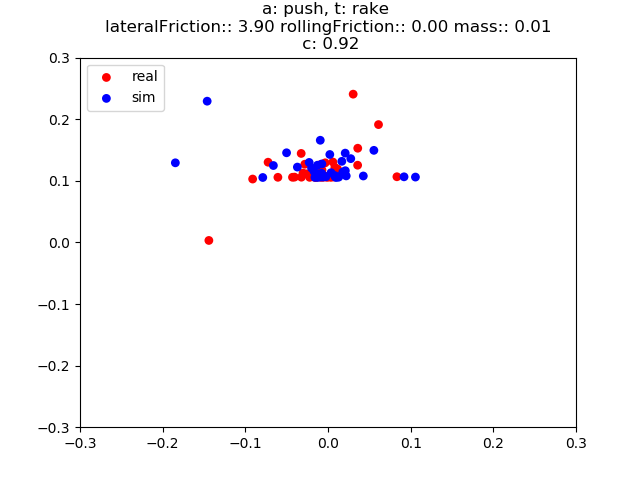 a: push, t: rake
lateralFriction:: 3.90 rollingFriction:: 0.00 mass:: 0.01
c: 0.92
real
sim
0.3
0.2
0.1
0.0
−0.1
−0.2
−0.3
−0.3 −0.2 −0.1 0.0 0.1 0.2 0.3